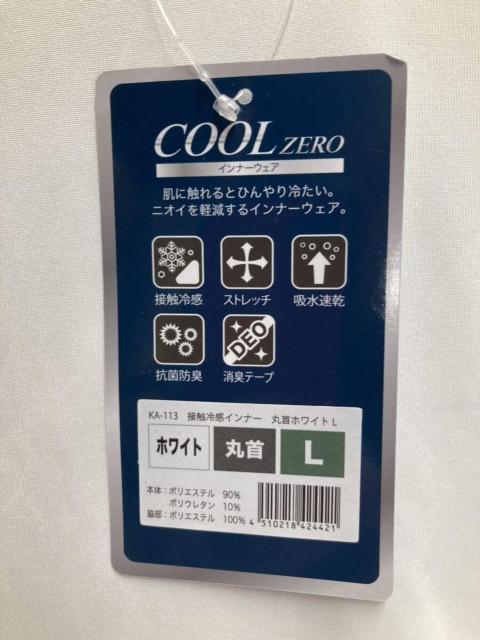 COOL ZERO
インナーウェア
肌に触れるとひんやり冷たい。
ニオイを軽減するインナーウェア。
接触冷感 ストレッチ 吸水速乾
DEO
抗菌防臭 消臭テープ
KA-113 接触冷感インナー 丸首ホワイト L
ホワイト 丸首 L
本体：ポリエステル 90%
ポリウレタン 10%
脇部：ポリエステル 100%
4 510218 424421